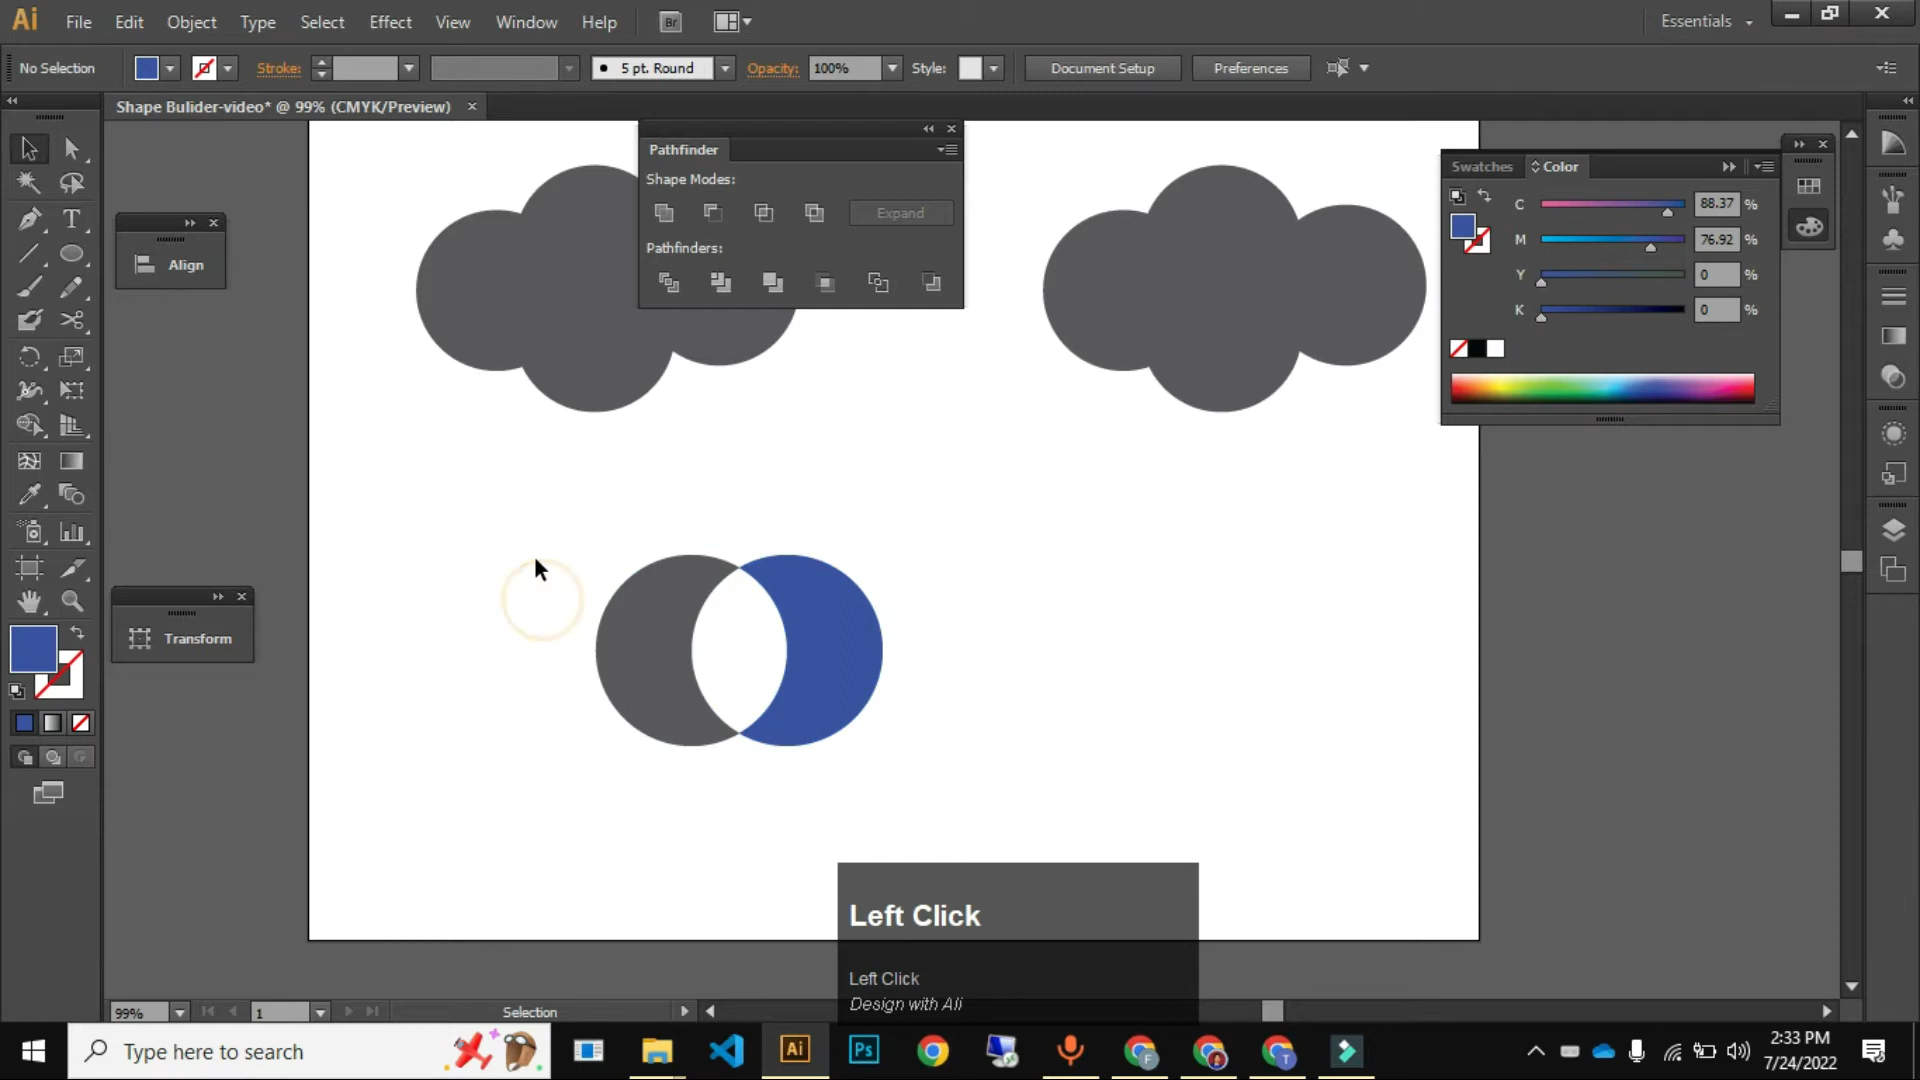 Ai File Edit Object Type Select Effect View Window Help Br Essentials
No Selection Stroke: 5 pt. Round Opacity: 100% Style: Document Setup Preferences
Shape Bulider-video* @ 99% (CMYK/Preview)
Pathfinder
Shape Modes:
Expand
Pathfinders:
Align
Transform
Swatches Color
C 88.37 %
M 76.92 %
Y 0 %
K 0 %
Left Click
Left Click
Design with Ali
99% 1 Selection
Type here to search Ai Ps F T 2:33 PM
7/24/2022